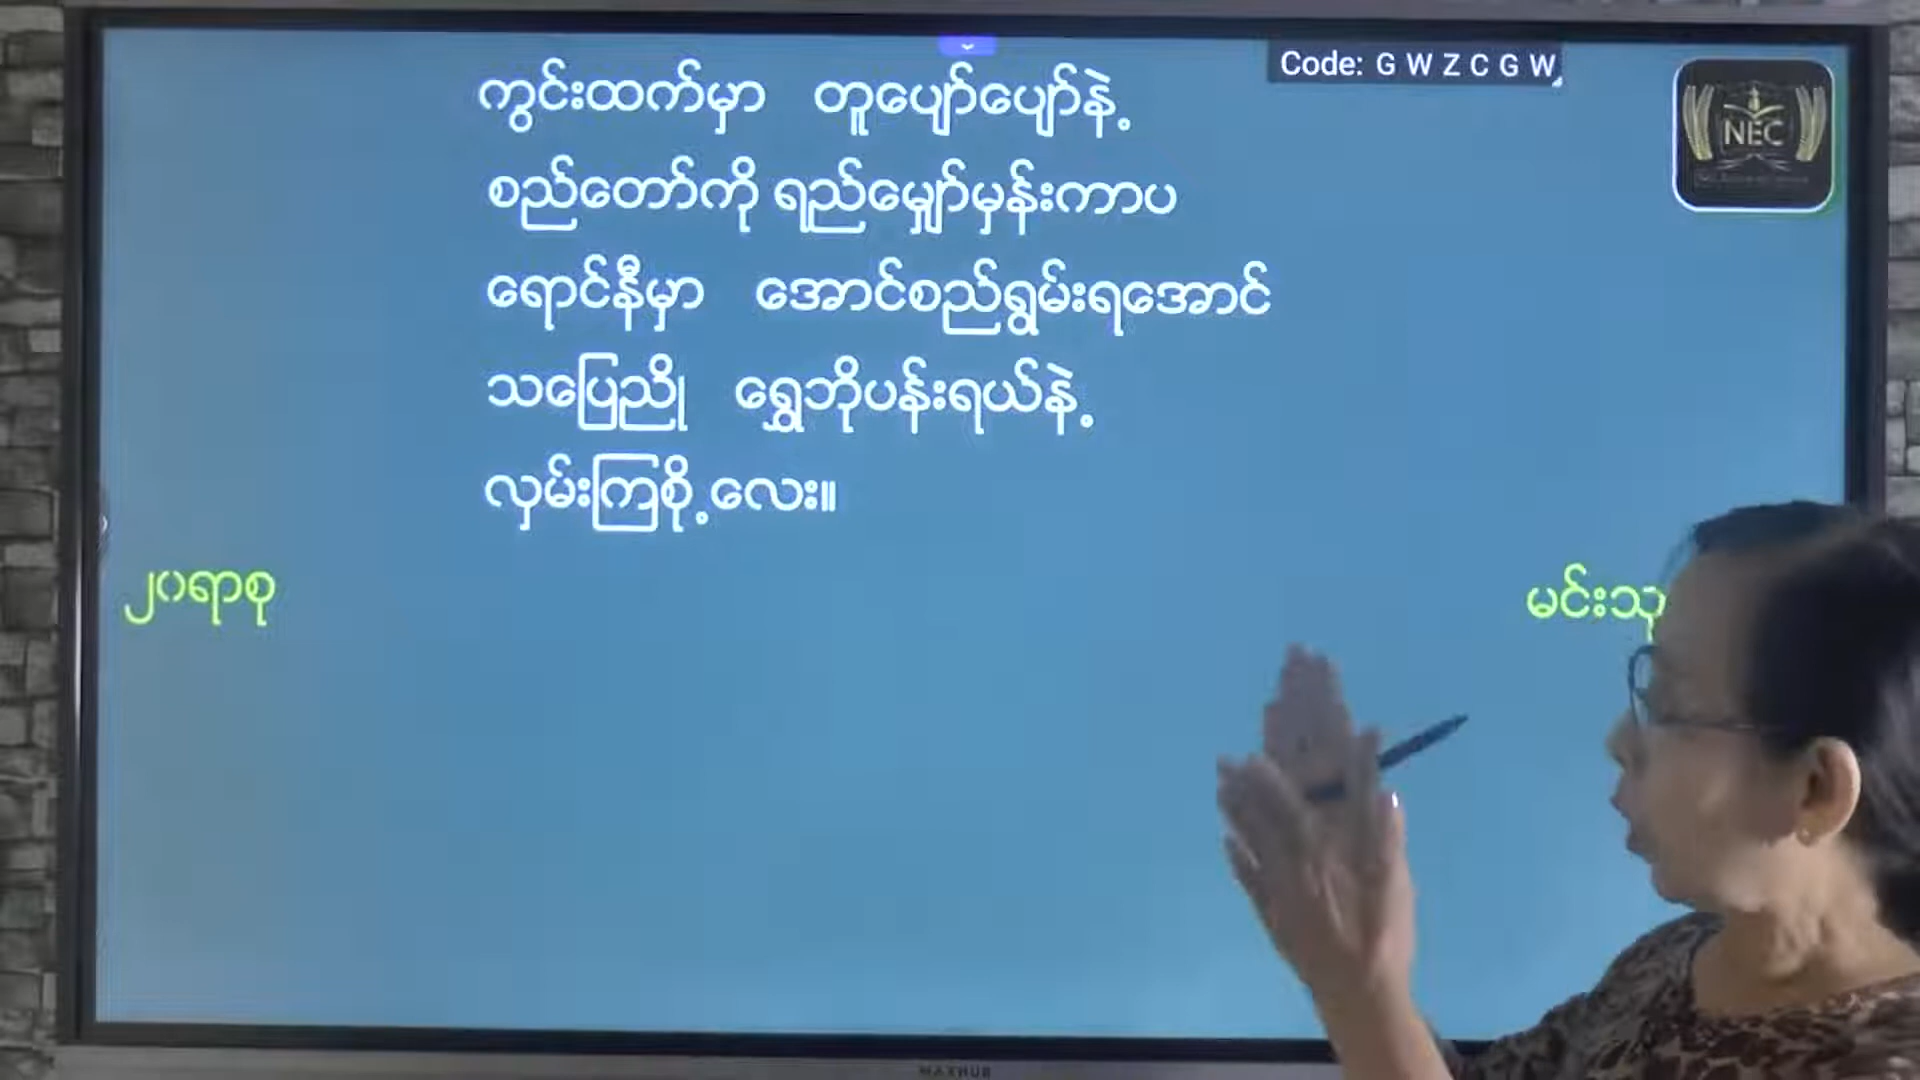 Code: G W Z C G W
NEC
ကွင်းထက်မှာ တူပျော်ပျော်နဲ့
စည်တော်ကို ရည်မျှော်မှန်းကာပ
ရောင်နီမှာ အောင်စည်ရွှမ်းရအောင်
သပြေညို ရွှေဘိုပန်းရယ်နဲ့
လှမ်းကြစို့လေး။
၂၀ရာစု
MAXHUB